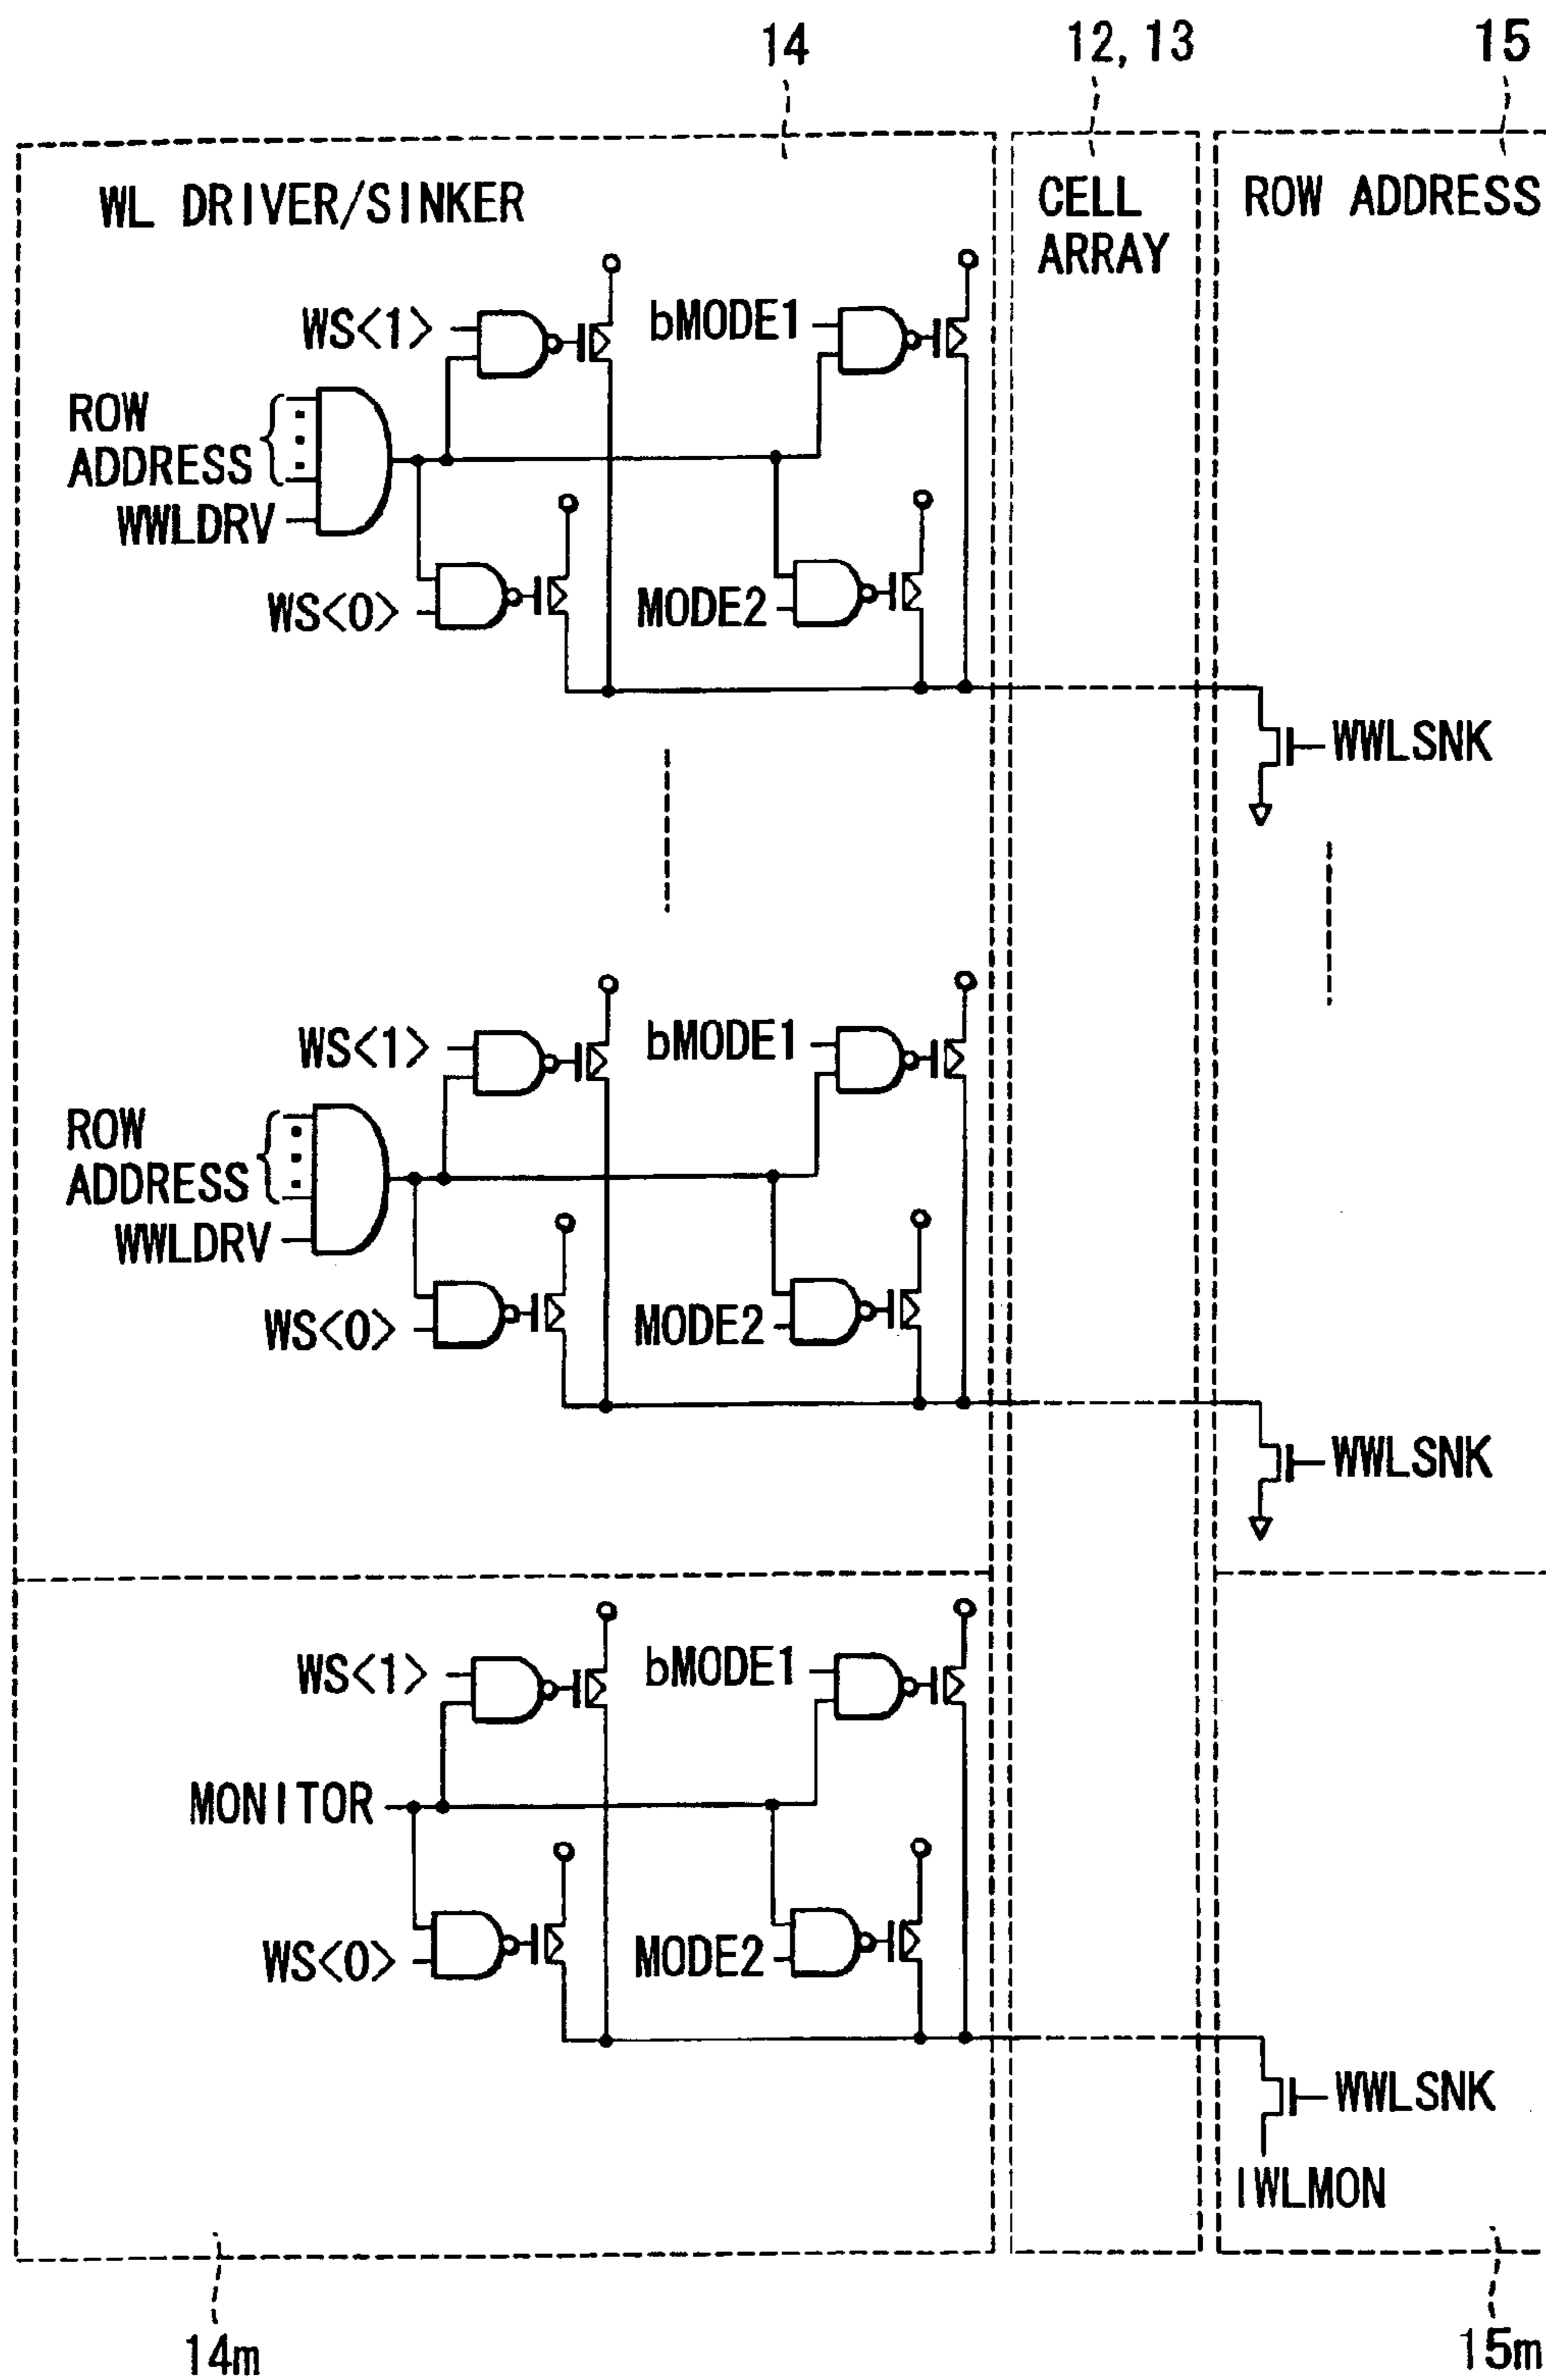 14
12, 13
15
WL DRIVER/SINKER
CELL
ARRAY
ROW ADDRESS
WS<1>
bMODE1
ROW
ADDRESS
WWLDRV
WS<0>
MODE2
WWLSNK
WS<1>
bMODE1
ROW
ADDRESS
WWLDRV
WS<0>
MODE2
WWLSNK
WS<1>
bMODE1
MONITOR
WS<0>
MODE2
WWLSNK
IWLMON
14m
15m